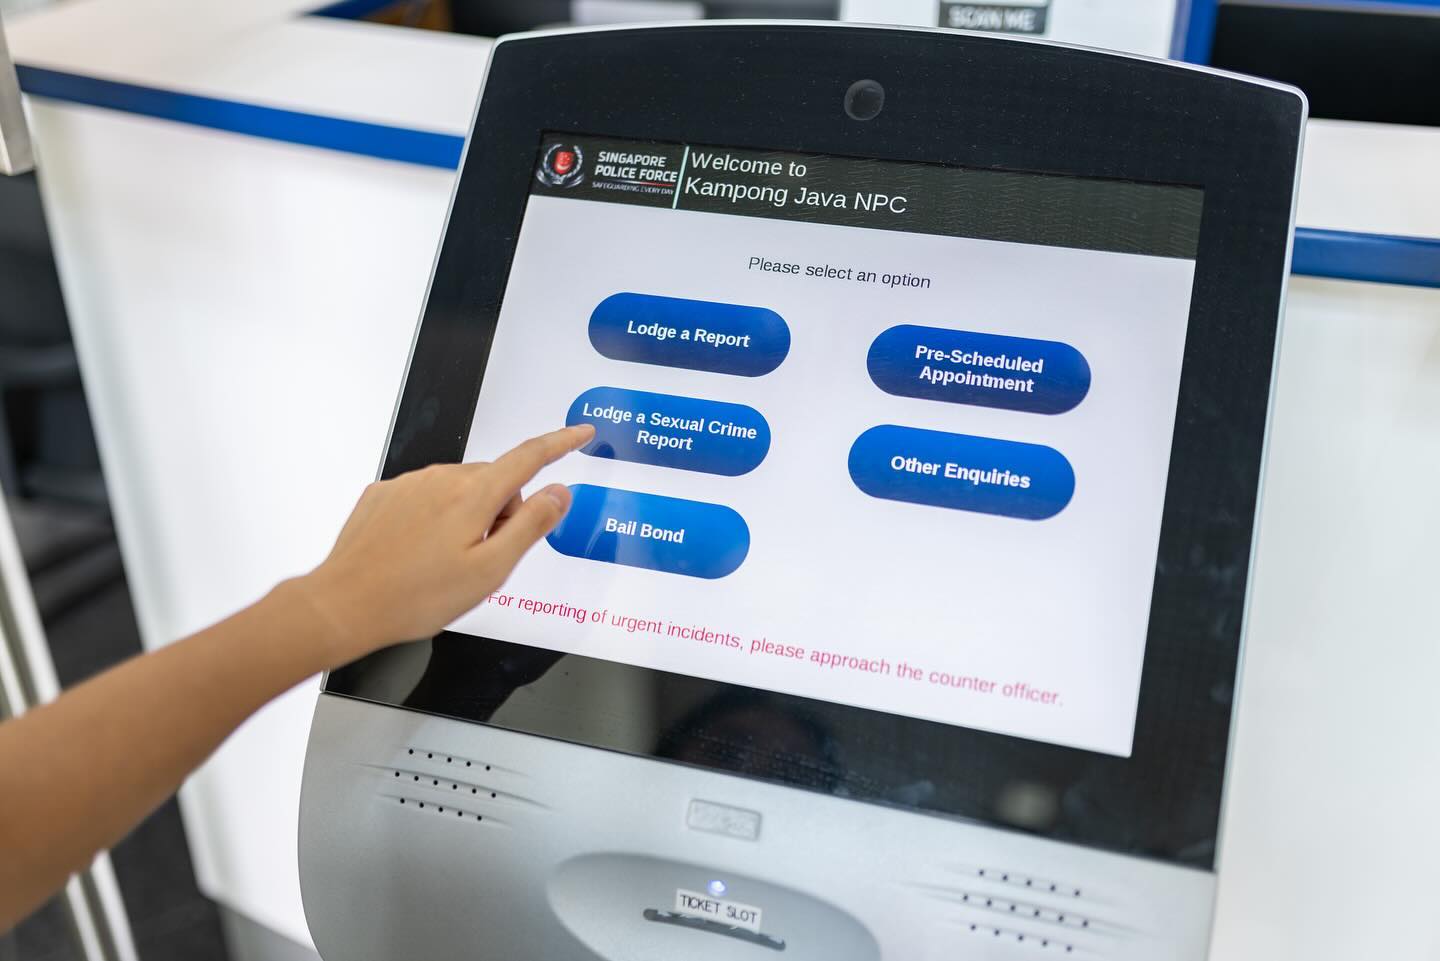 SCAN ME
SINGAPORE
POLICE FORCE
SAFEGUARDING EVERY DAY
Welcome to
Kampong Java NPC
Please select an option
Lodge a Report
Pre-Scheduled
Appointment
Lodge a Sexual Crime
Report
Other Enquiries
Bail Bond
For reporting of urgent incidents, please approach the counter officer.
TICKET SLOT